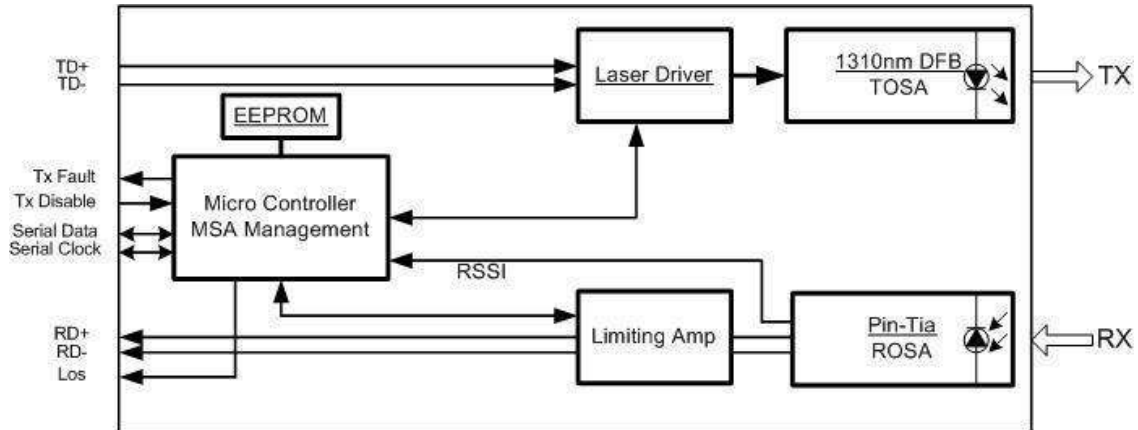 TD+
TD-
Laser Driver
1310nm DFB
TOSA
TX
EEPROM
Tx Fault
Tx Disable
Serial Data
Serial Clock
Micro Controller
MSA Management
RSSI
RD+
RD-
Los
Limiting Amp
Pin-Tia
ROSA
RX